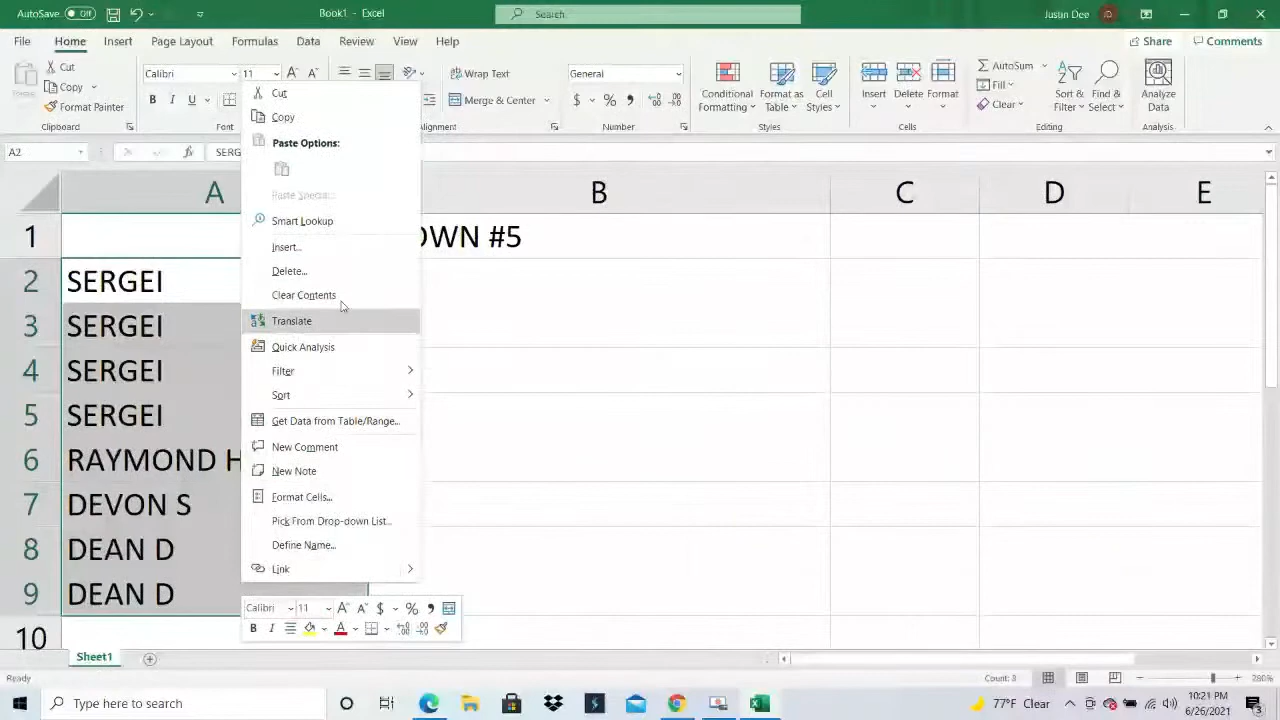 AutoSave Off Book1 - Excel Search Justin Dee
File Home Insert Page Layout Formulas Data Review View Help Share Comments
Cut
Copy
Format Painter
Clipboard
Calibri 11
B I U
Font
Wrap Text
Merge & Center
Alignment
General
$ % ,
Number
Conditional Formatting
Format as Table
Cell Styles
Styles
Insert Delete Format
Cells
AutoSum
Fill
Clear
Sort & Filter
Find & Select
Editing
Analyze Data
Analysis
A2 fx SERG
A B C D E
1 OWN #5
2 SERGEI
3 SERGEI
4 SERGEI
5 SERGEI
6 RAYMOND H
7 DEVON S
8 DEAN D
9 DEAN D
10
Cut
Copy
Paste Options:
Paste Special...
Smart Lookup
Insert...
Delete...
Clear Contents
Translate
Quick Analysis
Filter
Sort
Get Data from Table/Range...
New Comment
New Note
Format Cells...
Pick From Drop-down List...
Define Name...
Link
Calibri 11 A A $ % ,
B I A
Sheet1
Ready Count: 8 280%
Type here to search 77°F Clear 10:21 PM
6/26/2021
3